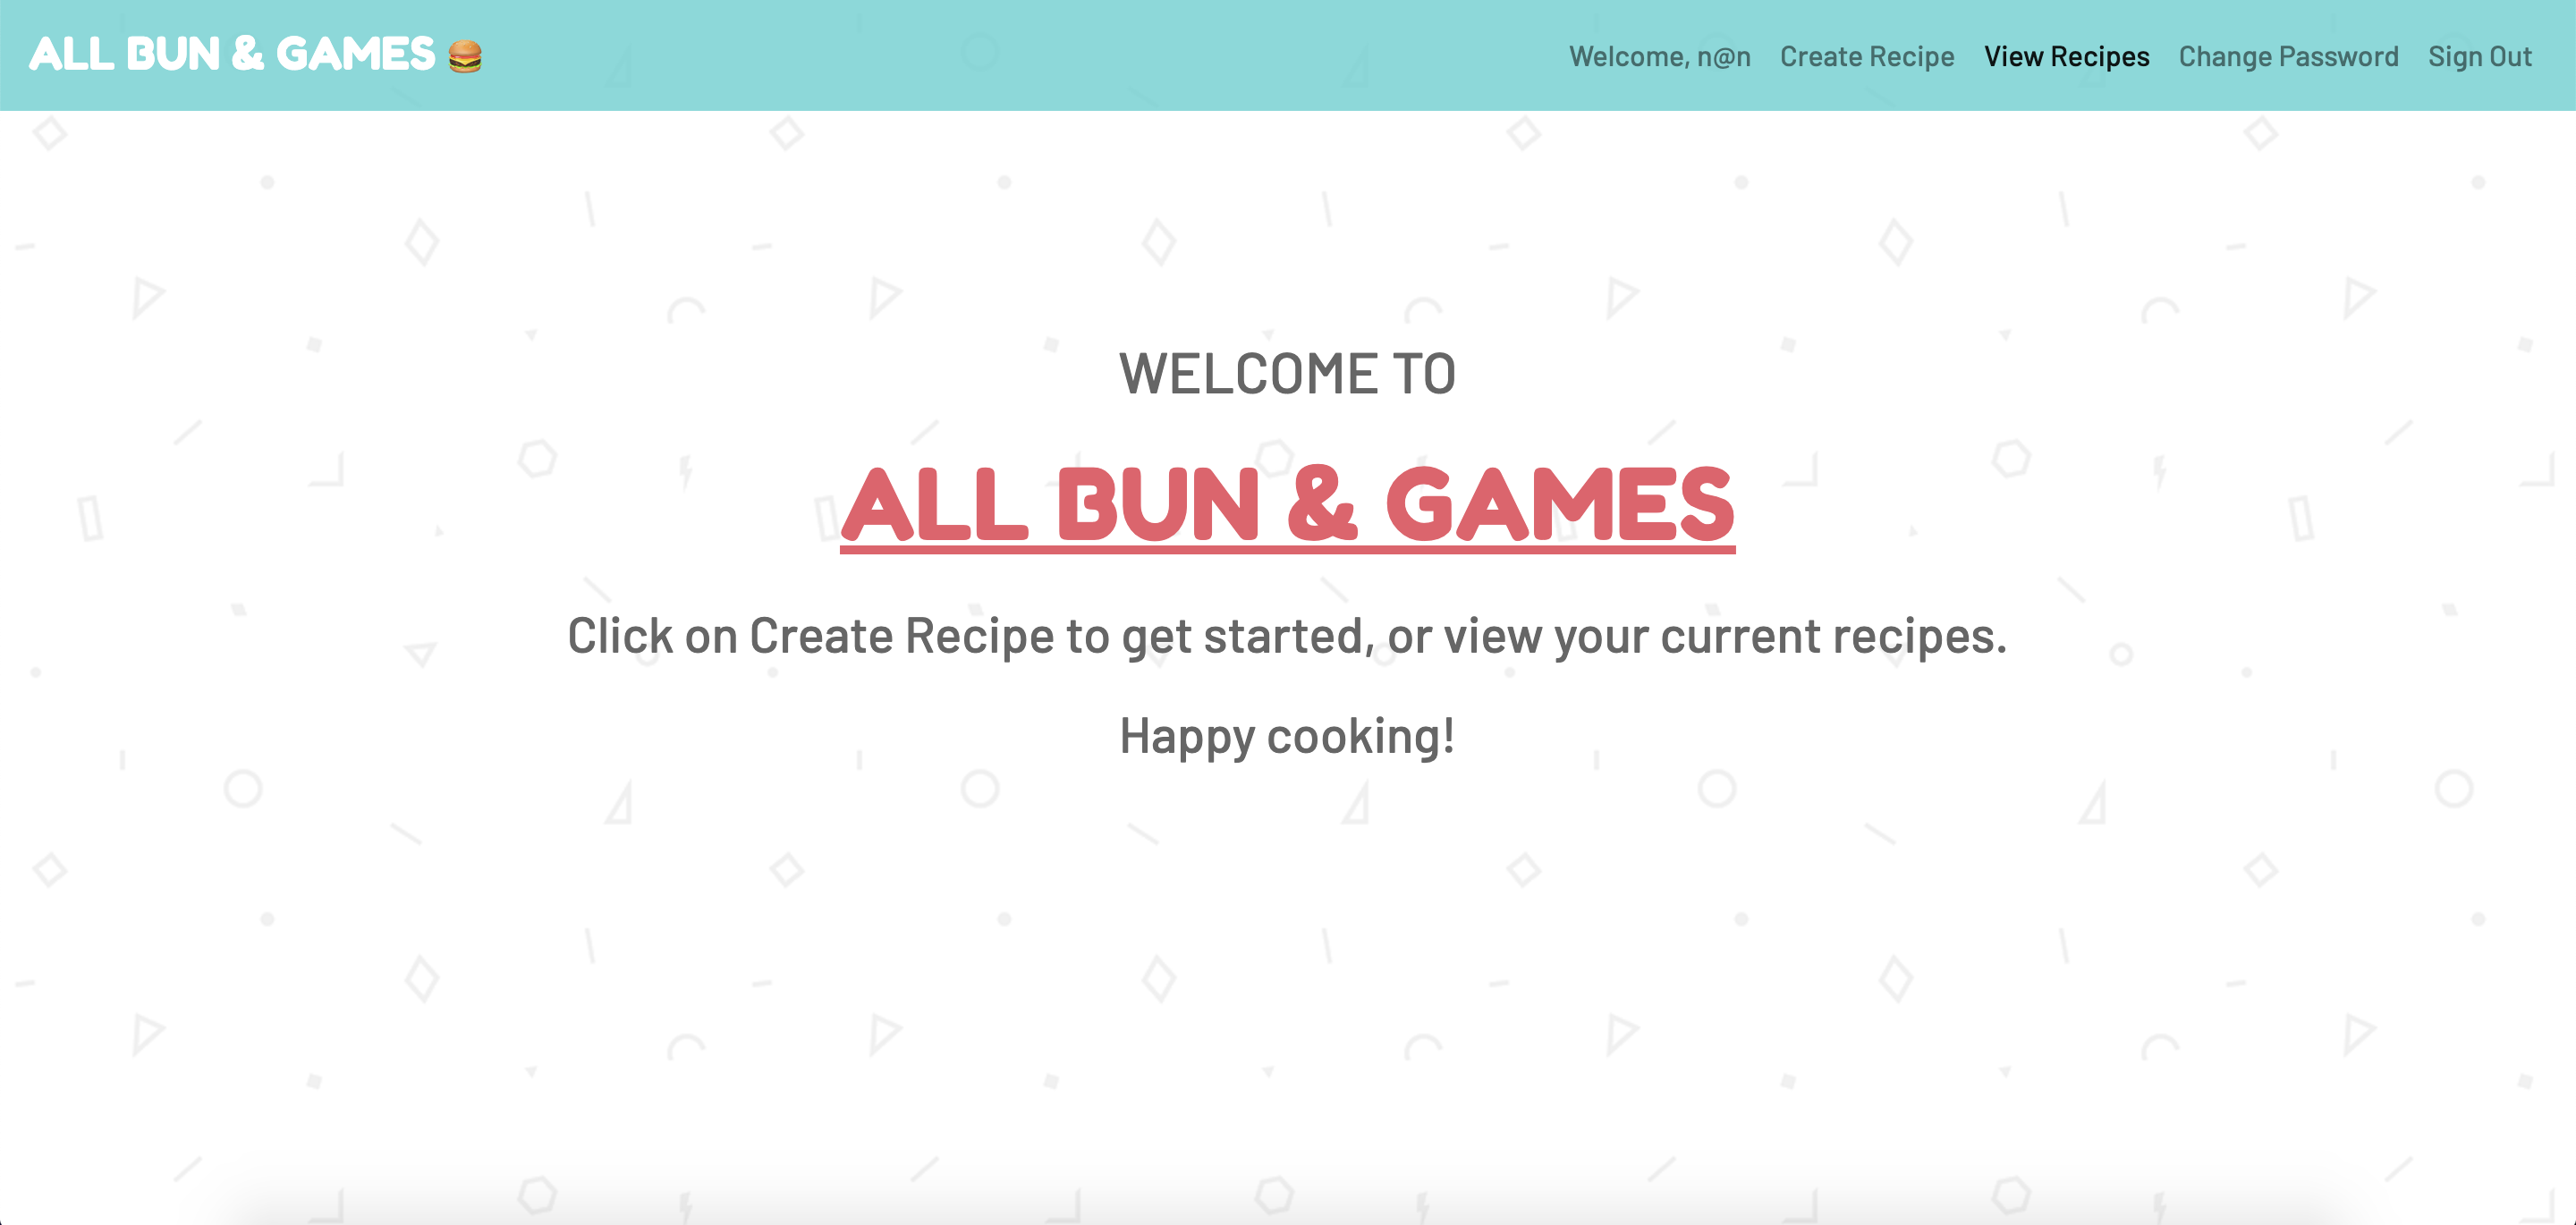 ALL BUN & GAMES 🍔
Welcome, n@n Create Recipe View Recipes Change Password Sign Out
WELCOME TO
ALL BUN & GAMES
Click on Create Recipe to get started, or view your current recipes.
Happy cooking!